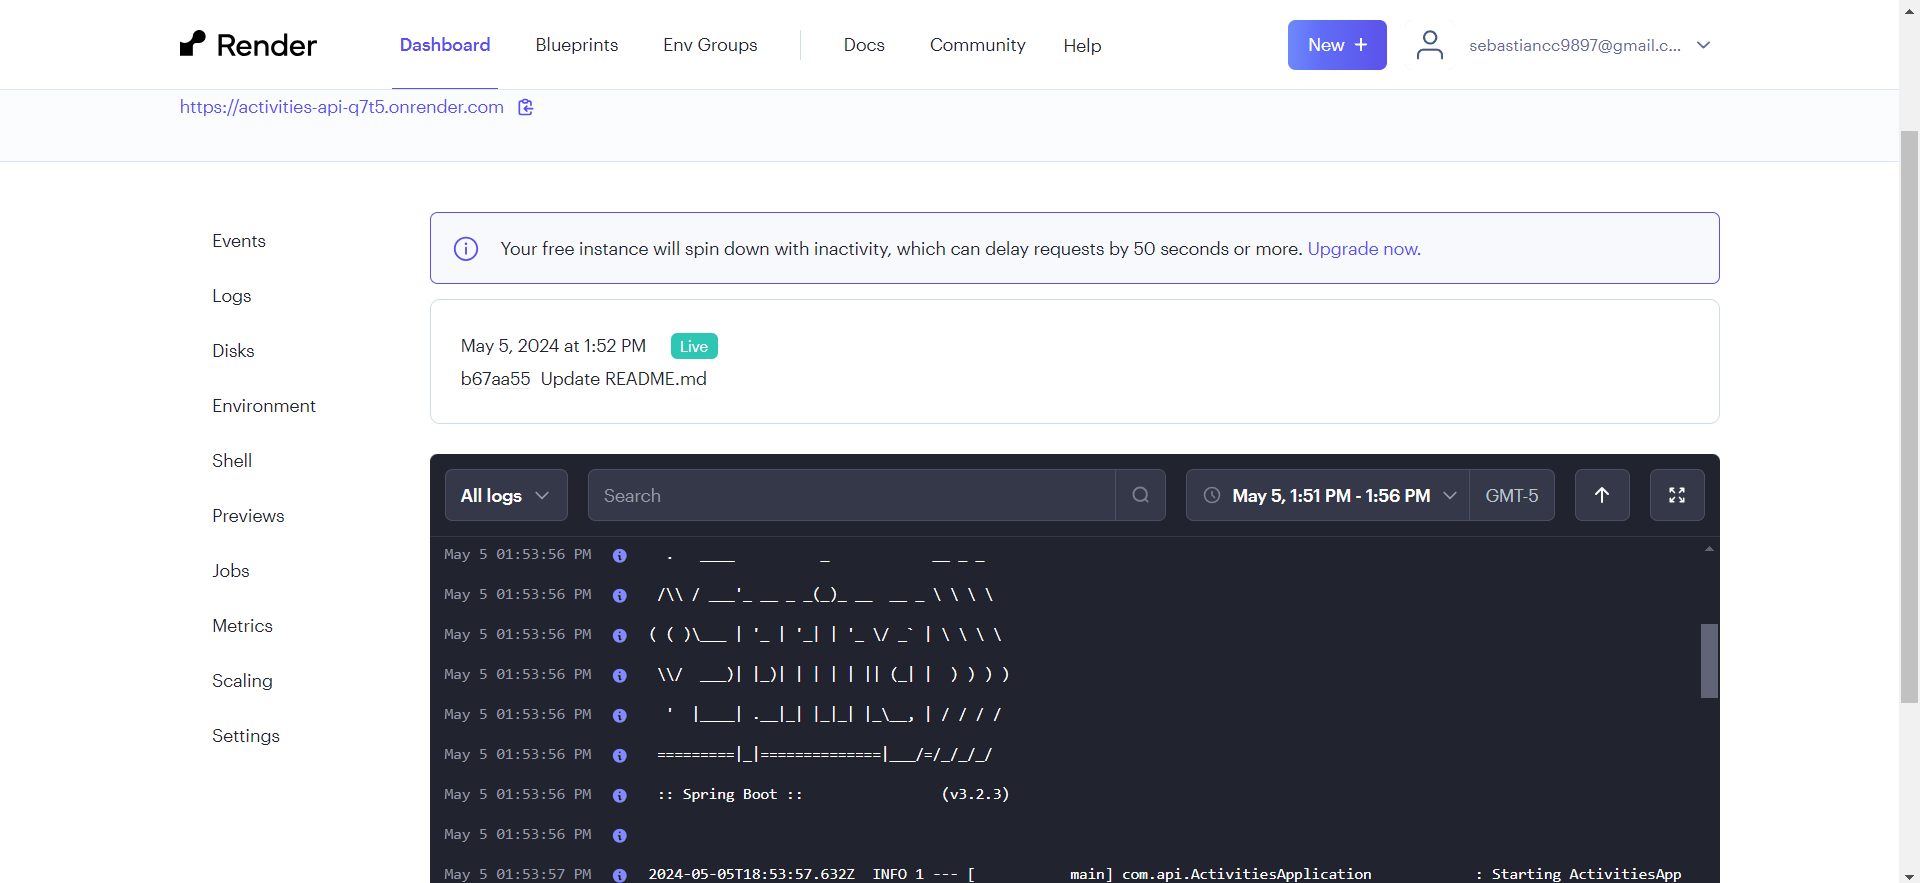 Render
Dashboard
Blueprints
Env Groups
Docs
Community
Help
New +
sebastiancc9897@gmail.c...
https://activities-api-q7t5.onrender.com
Events
Logs
Disks
Environment
Shell
Previews
Jobs
Metrics
Scaling
Settings
Your free instance will spin down with inactivity, which can delay requests by 50 seconds or more. Upgrade now.
May 5, 2024 at 1:52 PM Live
b67aa55 Update README.md
All logs
Search
May 5, 1:51 PM - 1:56 PM
GMT-5
May 5 01:53:56 PM   .   ____          _            __ _ _
May 5 01:53:56 PM  /\\ / ___'_ __ _ _(_)_ __  __ _ \ \ \ \
May 5 01:53:56 PM ( ( )\___ | '_ | '_| | '_ \/ _` | \ \ \ \
May 5 01:53:56 PM  \\/  ___)| |_)| | | | | || (_| |  ) ) ) )
May 5 01:53:56 PM   '  |____| .__|_| |_|_| |_\__, | / / / /
May 5 01:53:56 PM  =========|_|==============|___/=/_/_/_/
May 5 01:53:56 PM  :: Spring Boot ::                (v3.2.3)
May 5 01:53:56 PM
May 5 01:53:57 PM 2024-05-05T18:53:57.632Z  INFO 1 --- [           main] com.api.ActivitiesApplication            : Starting ActivitiesApp